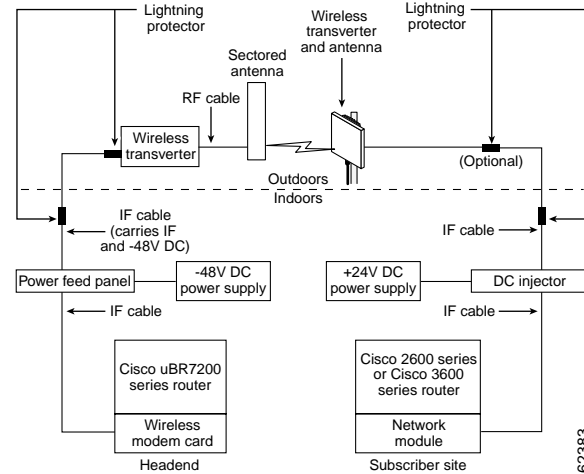 Lightning
protector
Wireless
transverter
and antenna
Lightning
protector
Sectored
antenna
RF cable
Wireless
transverter
(Optional)
Outdoors
Indoors
IF cable
(carries IF
and -48V DC)
IF cable
Power feed panel
-48V DC
power supply
+24V DC
power supply
DC injector
IF cable
IF cable
Cisco uBR7200
series router
Wireless
modem card
Headend
Cisco 2600 series
or Cisco 3600
series router
Network
module
Subscriber site
62383